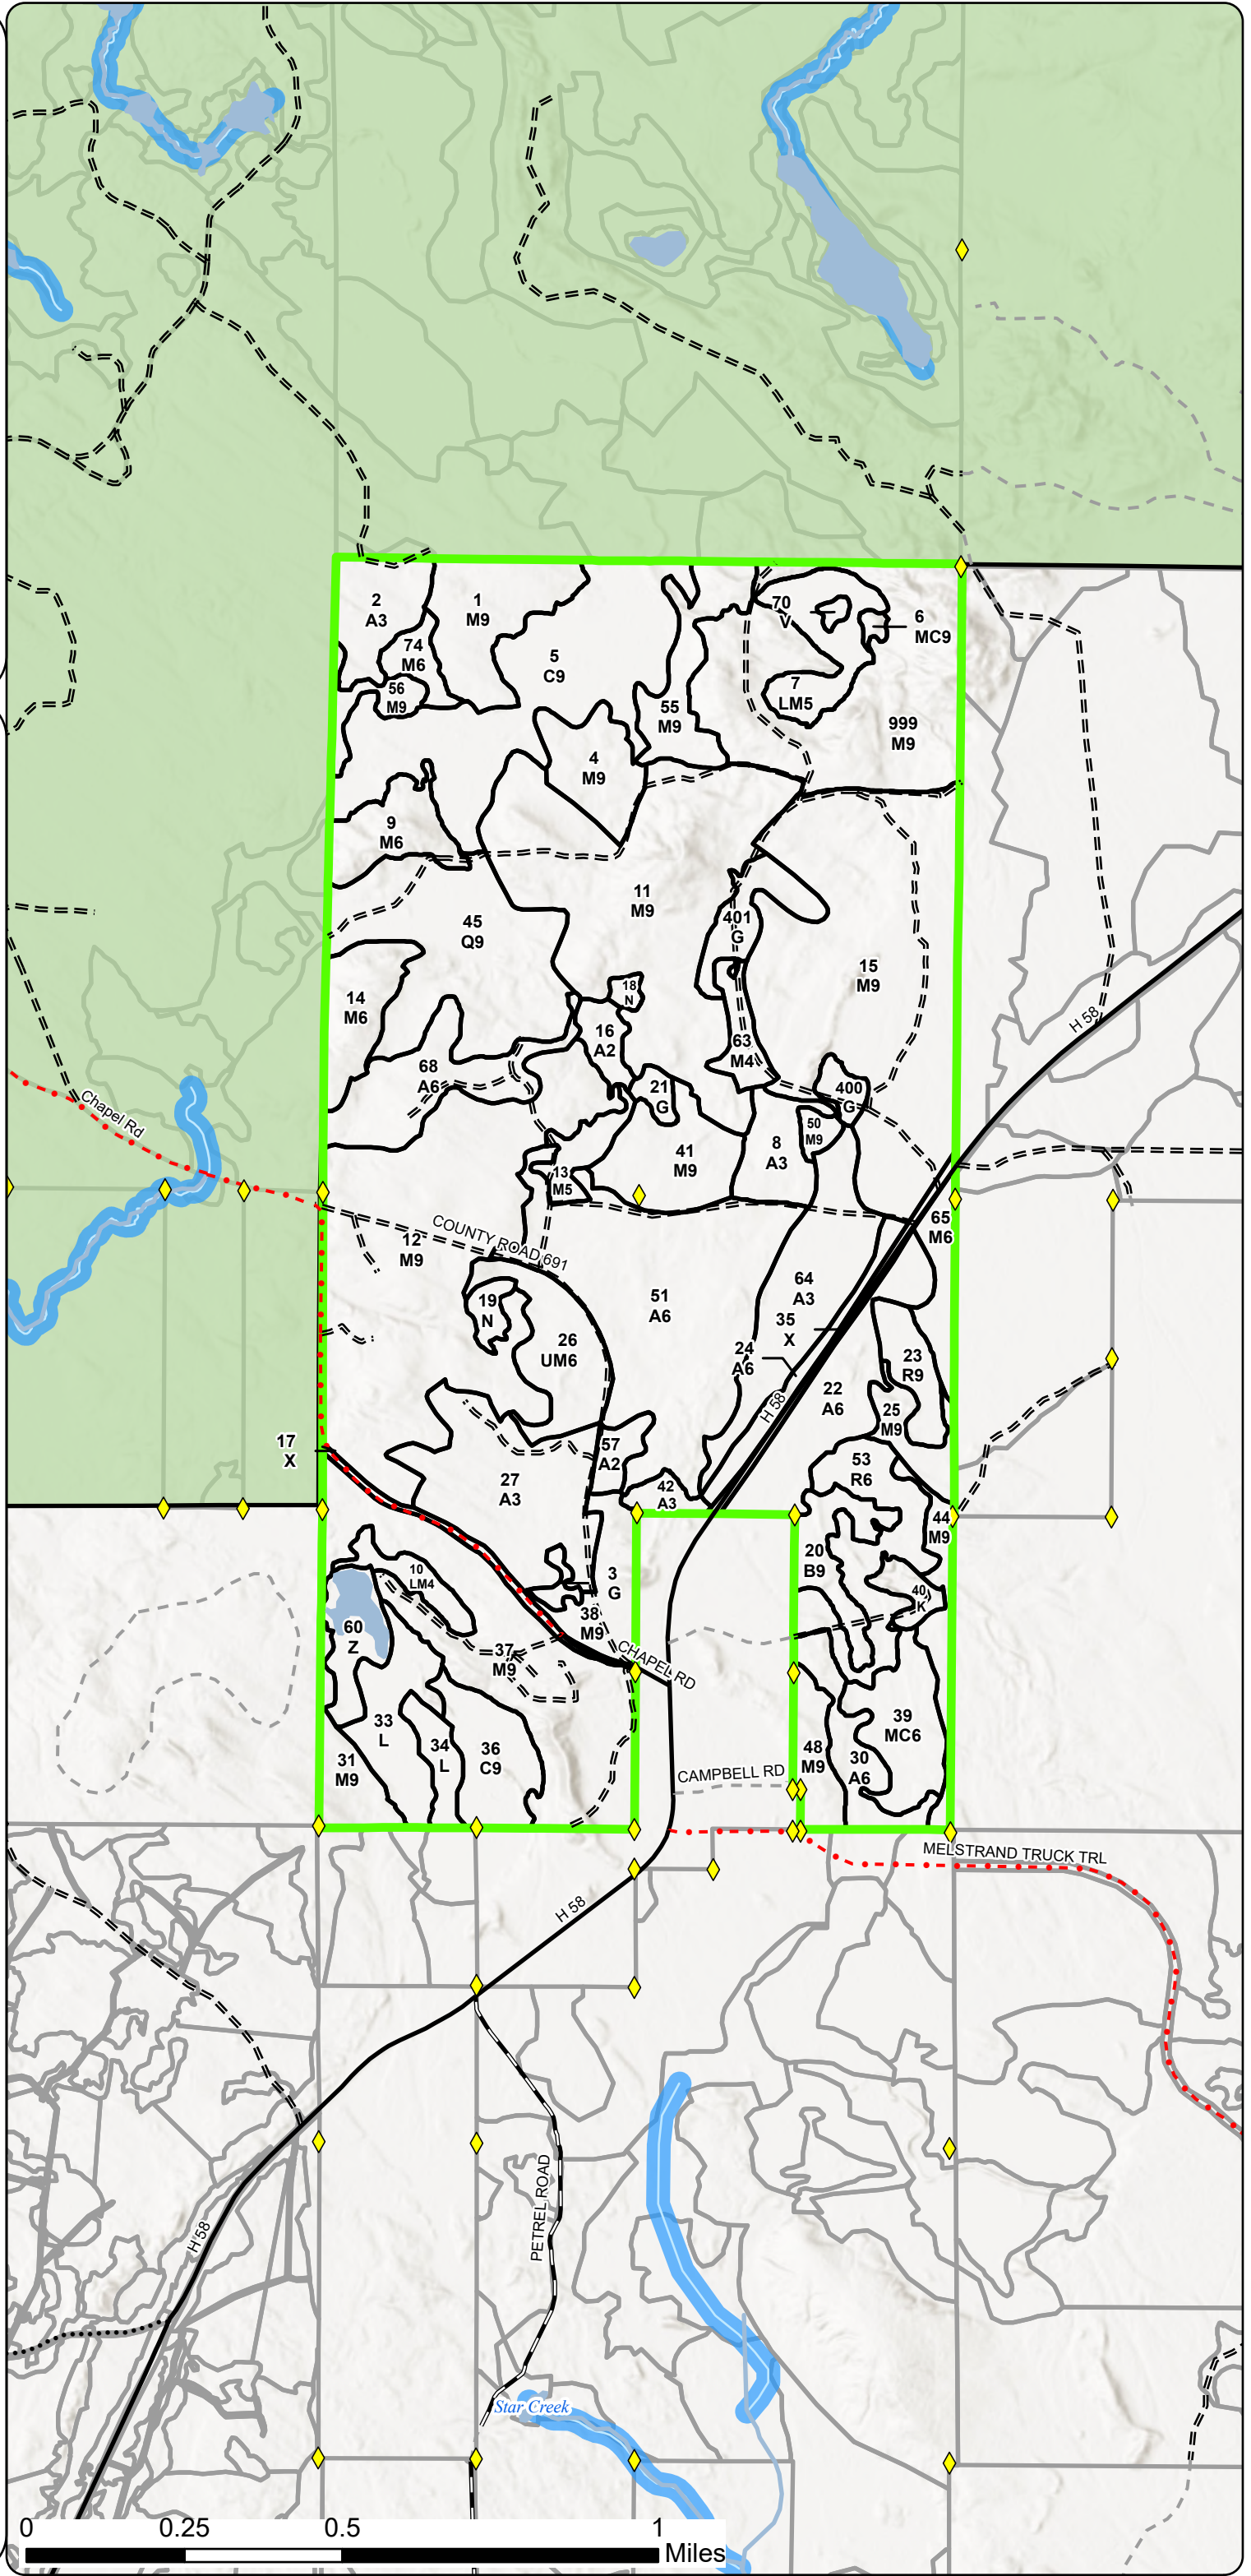 2
A3
1
M9
70
V
6
MC9
74
M6
5
C9
56
M9
7
LM5
55
M9
999
M9
4
M9
9
M6
11
M9
401
G
45
Q9
15
M9
18
N
14
M6
H 58
16
A2
63
M4
68
A6
21
G
400
G
Chapel Rd
50
M9
41
M9
8
A3
13
M5
65
M6
COUNTY ROAD 691
12
M9
64
A3
51
A6
19
N
35
X
26
UM6
24
A6
23
R9
22
A6
H 58
25
M9
17
X
57
A2
53
R6
27
A3
42
A3
44
M9
20
B9
10
LM4
3
G
40
K
38
M9
60
Z
37
M9
CHAPEL RD
33
L
39
MC6
34
L
36
C9
48
M9
30
A6
31
M9
CAMPBELL RD
MELSTRAND TRUCK TRL
H 58
PETREL ROAD
H 58
Star Creek
0 0.25 0.5 1
Miles